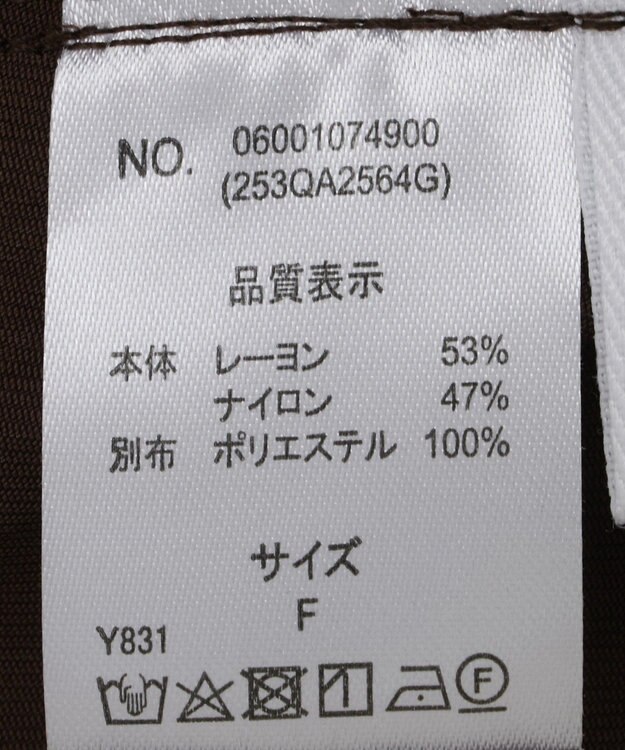 NO. 06001074900
(253QA2564G)
品質表示
本体 レーヨン 53%
ナイロン 47%
別布 ポリエステル 100%
サイズ
F
Y831
F